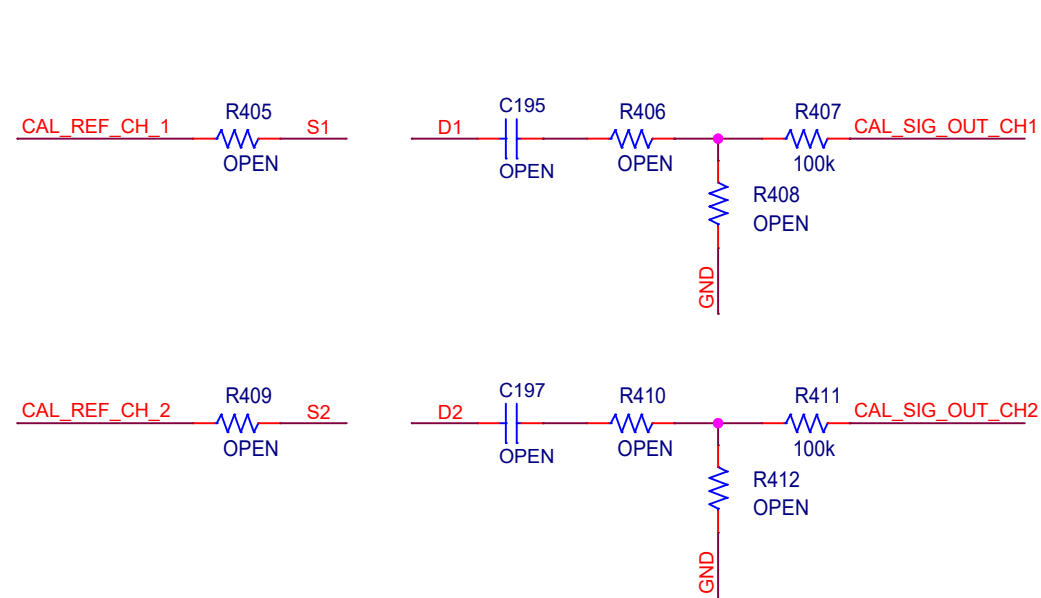 C195
R405
R406
R407
CAL_REF_CH_1
S1
D1
CAL_SIG_OUT_CH1
OPEN
OPEN
OPEN
100k
R408
OPEN
GND
C197
R409
R410
R411
CAL_REF_CH_2
S2
D2
CAL_SIG_OUT_CH2
OPEN
OPEN
OPEN
100k
R412
OPEN
GND